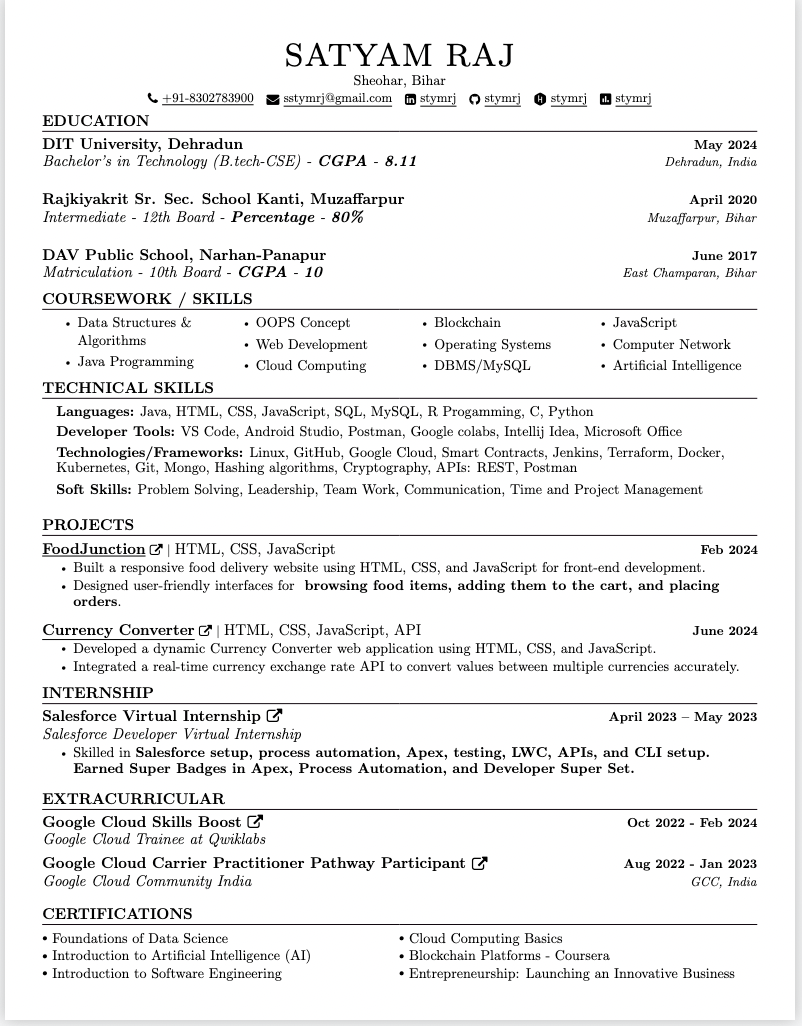 SATYAM RAJ
Sheohar, Bihar
+91-8302783900 sstymrj@gmail.com stymrj stymrj stymrj stymrj
EDUCATION
DIT University, Dehradun May 2024
Bachelor's in Technology (B.tech-CSE) - CGPA - 8.11 Dehradun, India
Rajkiyakrit Sr. Sec. School Kanti, Muzaffarpur April 2020
Intermediate - 12th Board - Percentage - 80% Muzaffarpur, Bihar
DAV Public School, Narhan-Panapur June 2017
Matriculation - 10th Board - CGPA - 10 East Champaran, Bihar
COURSEWORK / SKILLS
• Data Structures &
Algorithms
• Java Programming
• OOPS Concept
• Web Development
• Cloud Computing
• Blockchain
• Operating Systems
• DBMS/MySQL
• JavaScript
• Computer Network
• Artificial Intelligence
TECHNICAL SKILLS
Languages: Java, HTML, CSS, JavaScript, SQL, MySQL, R Progamming, C, Python
Developer Tools: VS Code, Android Studio, Postman, Google colabs, Intellij Idea, Microsoft Office
Technologies/Frameworks: Linux, GitHub, Google Cloud, Smart Contracts, Jenkins, Terraform, Docker,
Kubernetes, Git, Mongo, Hashing algorithms, Cryptography, APIs: REST, Postman
Soft Skills: Problem Solving, Leadership, Team Work, Communication, Time and Project Management
PROJECTS
FoodJunction | HTML, CSS, JavaScript Feb 2024
• Built a responsive food delivery website using HTML, CSS, and JavaScript for front-end development.
• Designed user-friendly interfaces for browsing food items, adding them to the cart, and placing
orders.
Currency Converter | HTML, CSS, JavaScript, API June 2024
• Developed a dynamic Currency Converter web application using HTML, CSS, and JavaScript.
• Integrated a real-time currency exchange rate API to convert values between multiple currencies accurately.
INTERNSHIP
Salesforce Virtual Internship April 2023 – May 2023
Salesforce Developer Virtual Internship
• Skilled in Salesforce setup, process automation, Apex, testing, LWC, APIs, and CLI setup.
Earned Super Badges in Apex, Process Automation, and Developer Super Set.
EXTRACURRICULAR
Google Cloud Skills Boost Oct 2022 - Feb 2024
Google Cloud Trainee at Qwiklabs
Google Cloud Carrier Practitioner Pathway Participant Aug 2022 - Jan 2023
Google Cloud Community India GCC, India
CERTIFICATIONS
• Foundations of Data Science
• Introduction to Artificial Intelligence (AI)
• Introduction to Software Engineering
• Cloud Computing Basics
• Blockchain Platforms - Coursera
• Entrepreneurship: Launching an Innovative Business